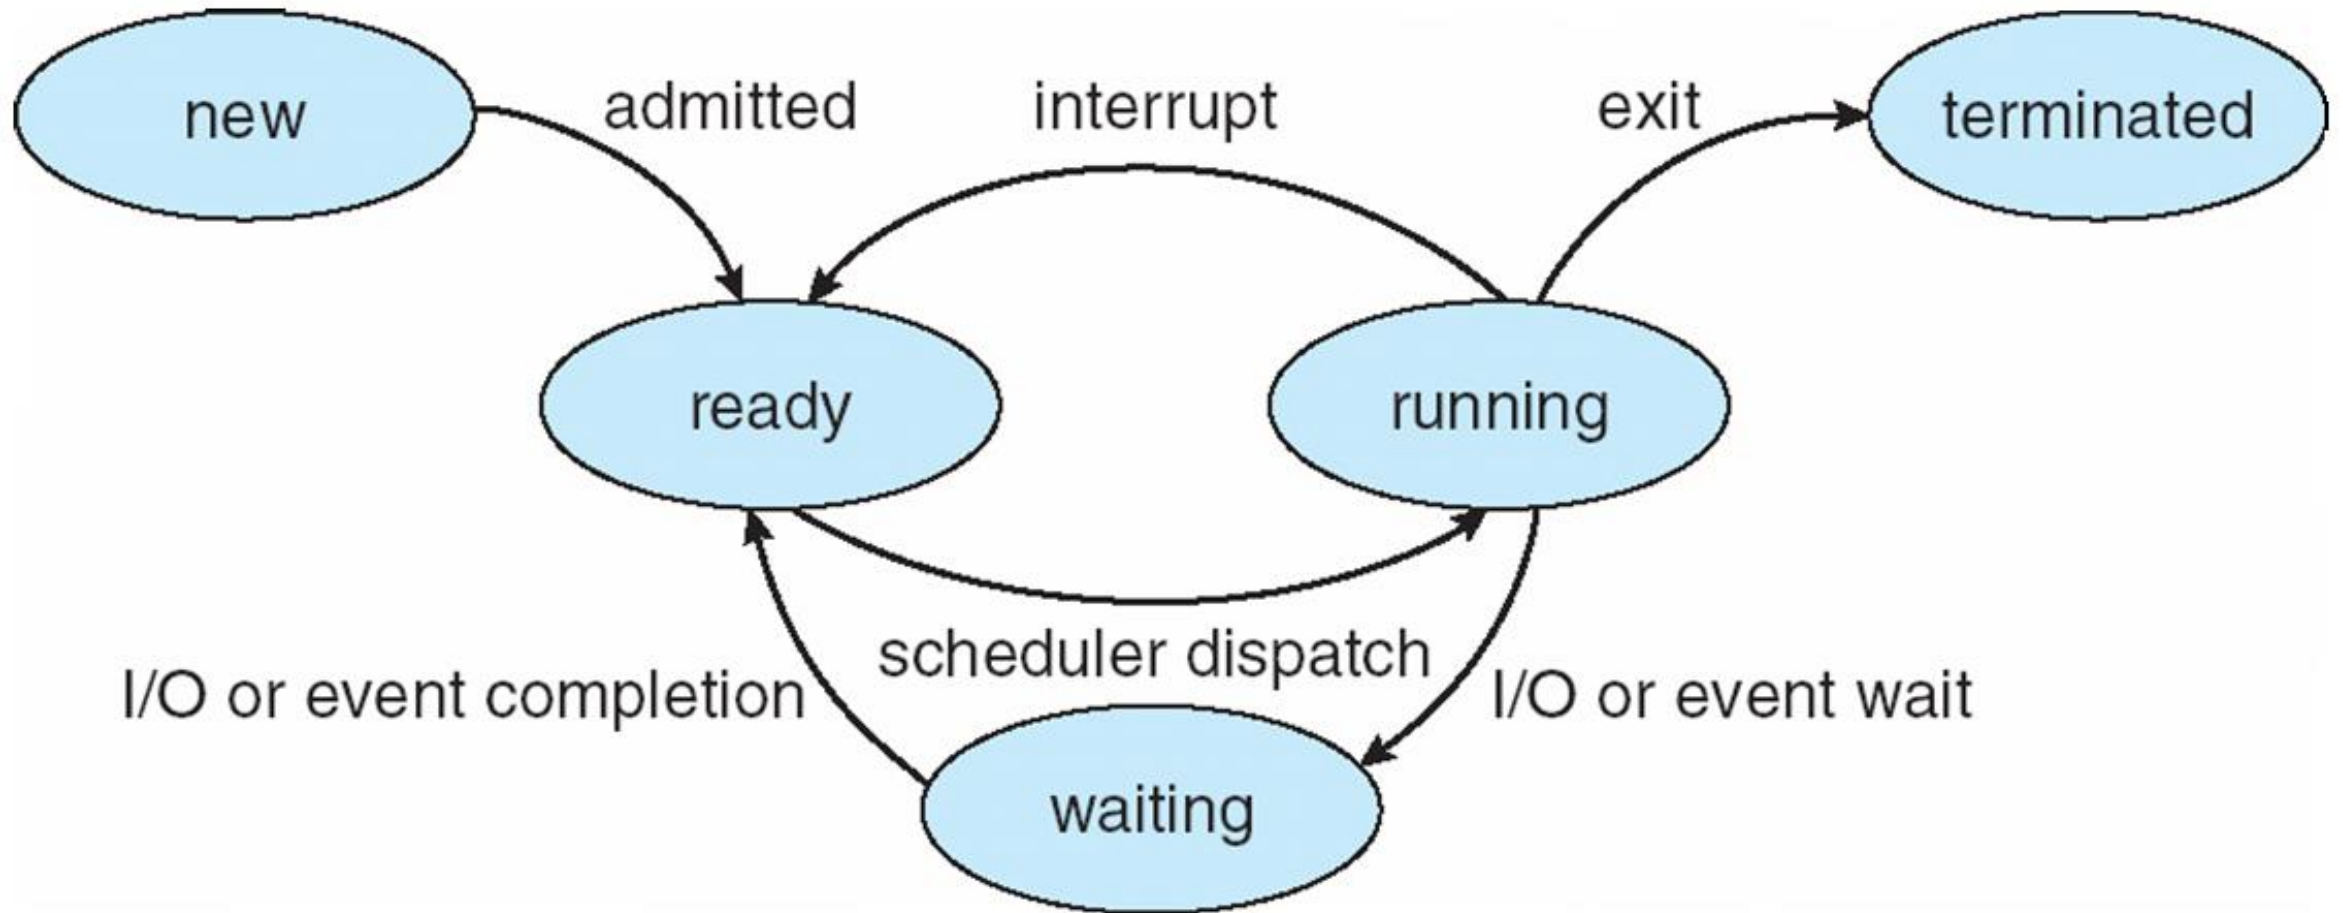 new
admitted
interrupt
exit
terminated
ready
running
scheduler dispatch
I/O or event completion
I/O or event wait
waiting